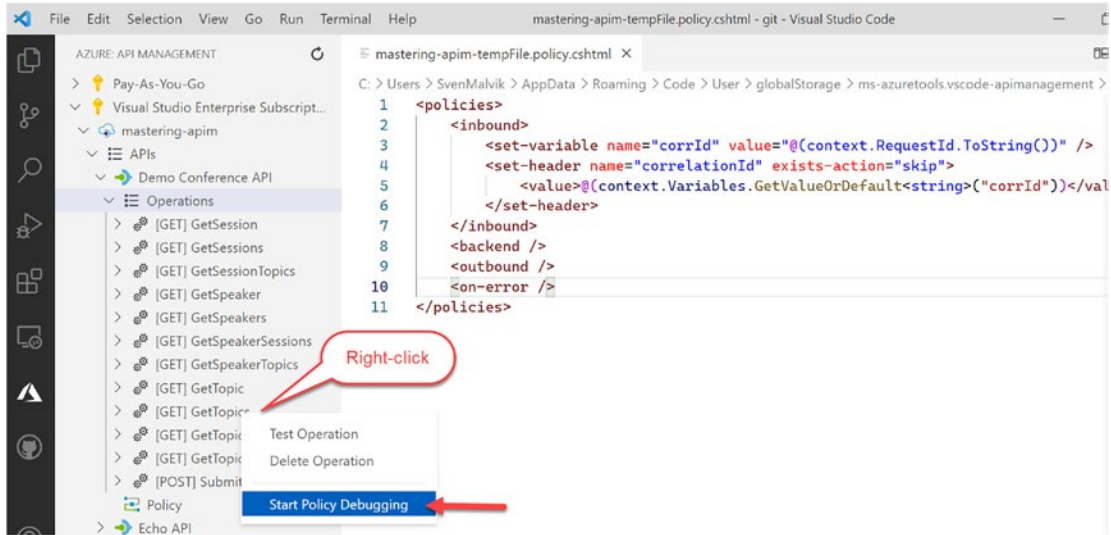 File Edit Selection View Go Run Terminal Help mastering-apim-tempFile.policy.cshtml - git - Visual Studio Code
AZURE: API MANAGEMENT
Pay-As-You-Go
Visual Studio Enterprise Subscript...
mastering-apim
APIs
Demo Conference API
Operations
[GET] GetSession
[GET] GetSessions
[GET] GetSessionTopics
[GET] GetSpeaker
[GET] GetSpeakers
[GET] GetSpeakerSessions
[GET] GetSpeakerTopics
[GET] GetTopic
[GET] GetTopics
[GET] GetTopic
[GET] GetTopic
[POST] Submit
Policy
Echo API
Right-click
Test Operation
Delete Operation
Start Policy Debugging
mastering-apim-tempFile.policy.cshtml
C: > Users > SvenMalvik > AppData > Roaming > Code > User > globalStorage > ms-azuretools.vscode-apimanagement >
1 <policies>
2 <inbound>
3 <set-variable name="corrId" value="@(context.RequestId.ToString())" />
4 <set-header name="correlationId" exists-action="skip">
5 <value>@(context.Variables.GetValueOrDefault<string>("corrId"))</val
6 </set-header>
7 </inbound>
8 <backend />
9 <outbound />
10 <on-error />
11 </policies>